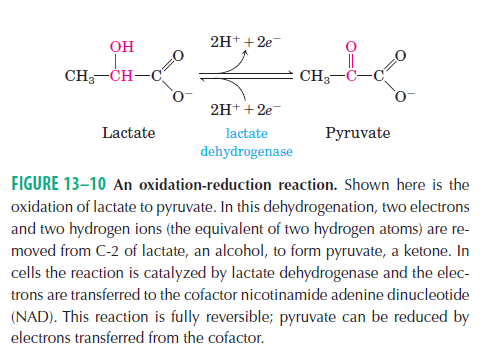 OH
O
2H⁺ + 2e⁻
O
O
CH₃—CH—C
CH₃—C—C
O⁻
O⁻
2H⁺ + 2e⁻
Lactate
lactate
dehydrogenase
Pyruvate
FIGURE 13–10 An oxidation-reduction reaction. Shown here is the
oxidation of lactate to pyruvate. In this dehydrogenation, two electrons
and two hydrogen ions (the equivalent of two hydrogen atoms) are re-
moved from C-2 of lactate, an alcohol, to form pyruvate, a ketone. In
cells the reaction is catalyzed by lactate dehydrogenase and the elec-
trons are transferred to the cofactor nicotinamide adenine dinucleotide
(NAD). This reaction is fully reversible; pyruvate can be reduced by
electrons transferred from the cofactor.